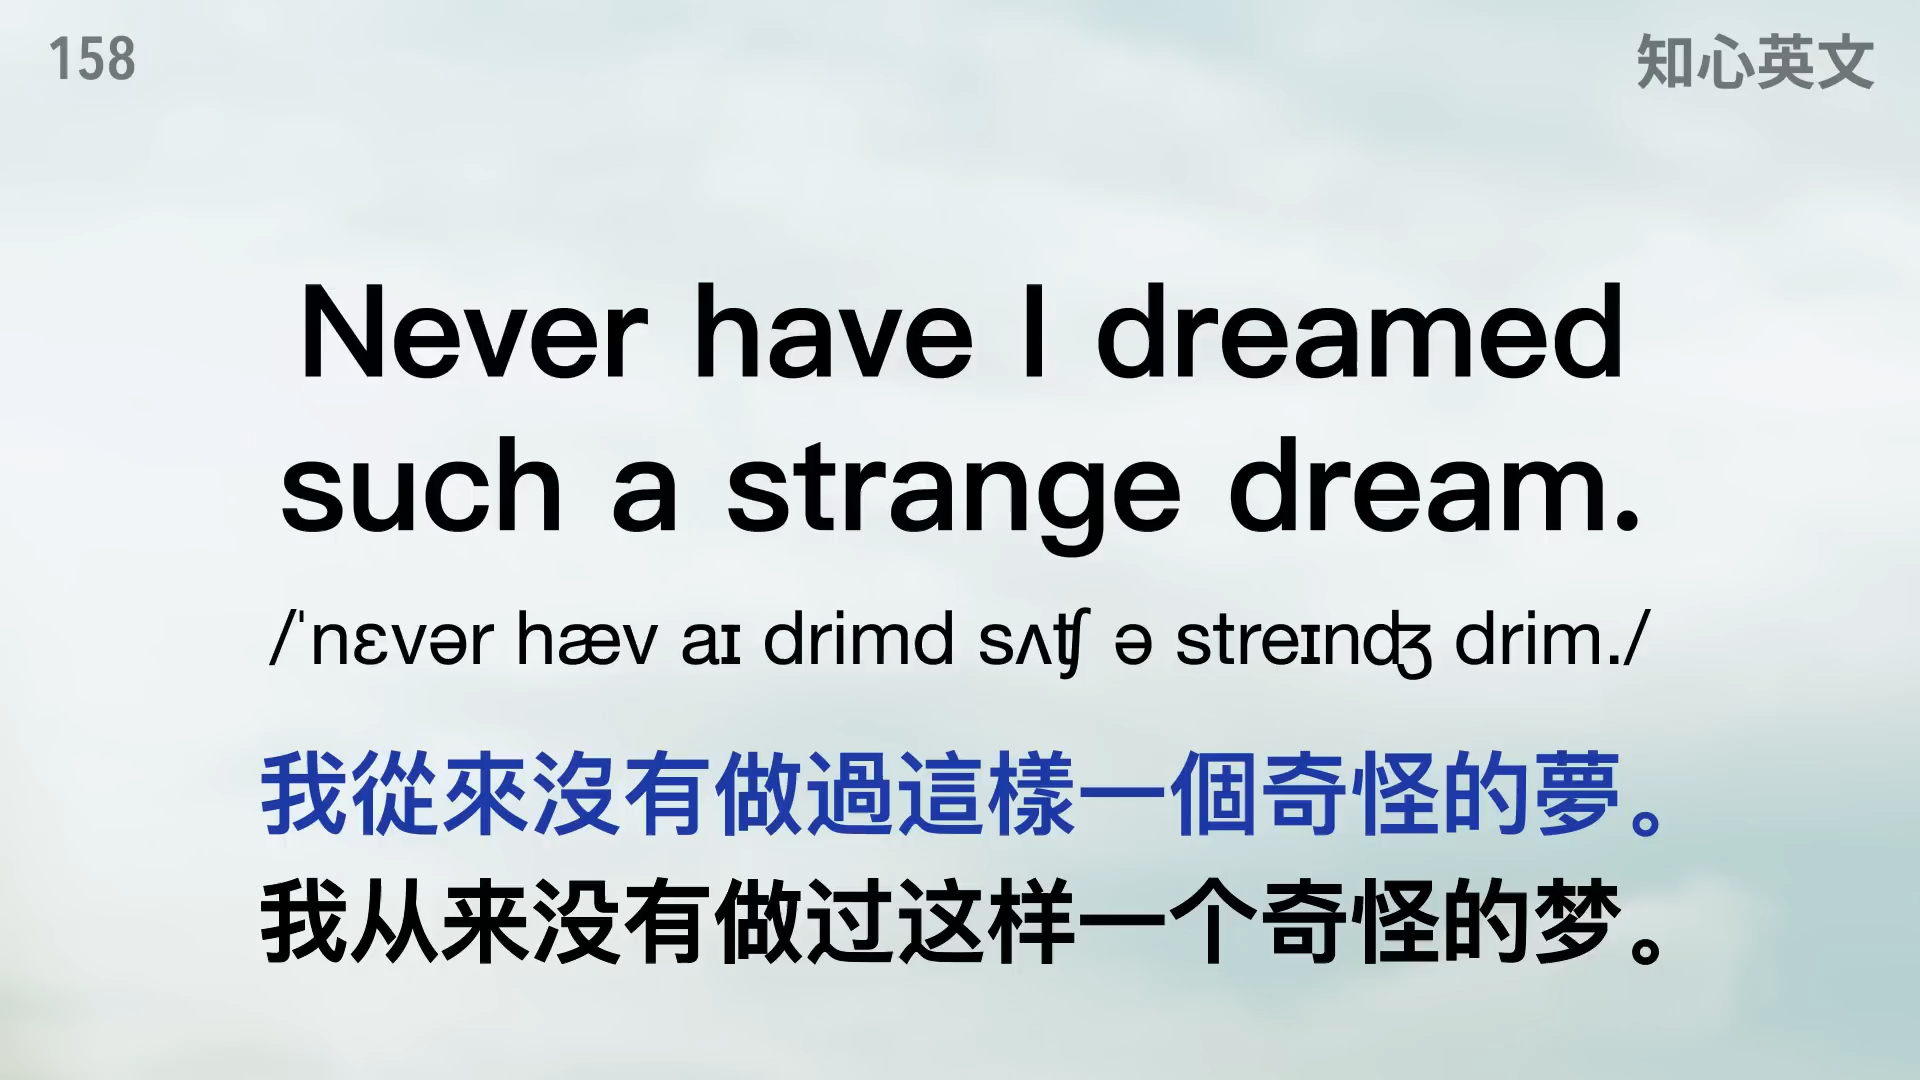 158
知心英文
Never have I dreamed
such a strange dream.
/ˈnɛvər hæv aɪ drimd sʌʧ ə streɪnʤ drim./
我從來沒有做過這樣一個奇怪的夢。
我从来没有做过这样一个奇怪的梦。